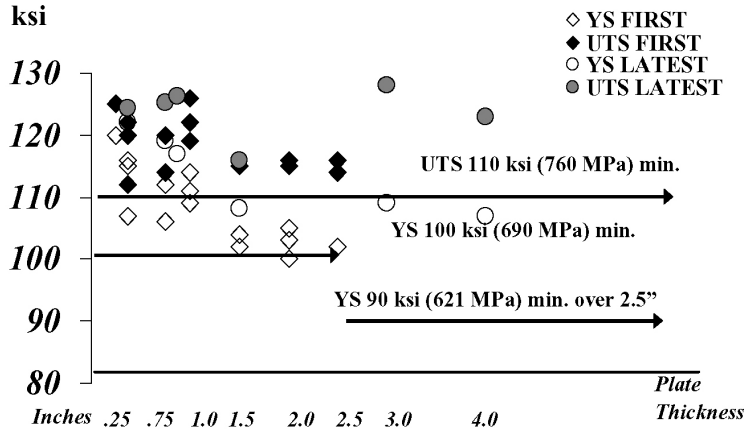 ksi
YS FIRST
UTS FIRST
YS LATEST
UTS LATEST
130
120
110
100
90
80
UTS 110 ksi (760 MPa) min.
YS 100 ksi (690 MPa) min.
YS 90 ksi (621 MPa) min. over 2.5”
Plate
Thickness
Inches .25 .75 1.0 1.5 2.0 2.5 3.0 4.0